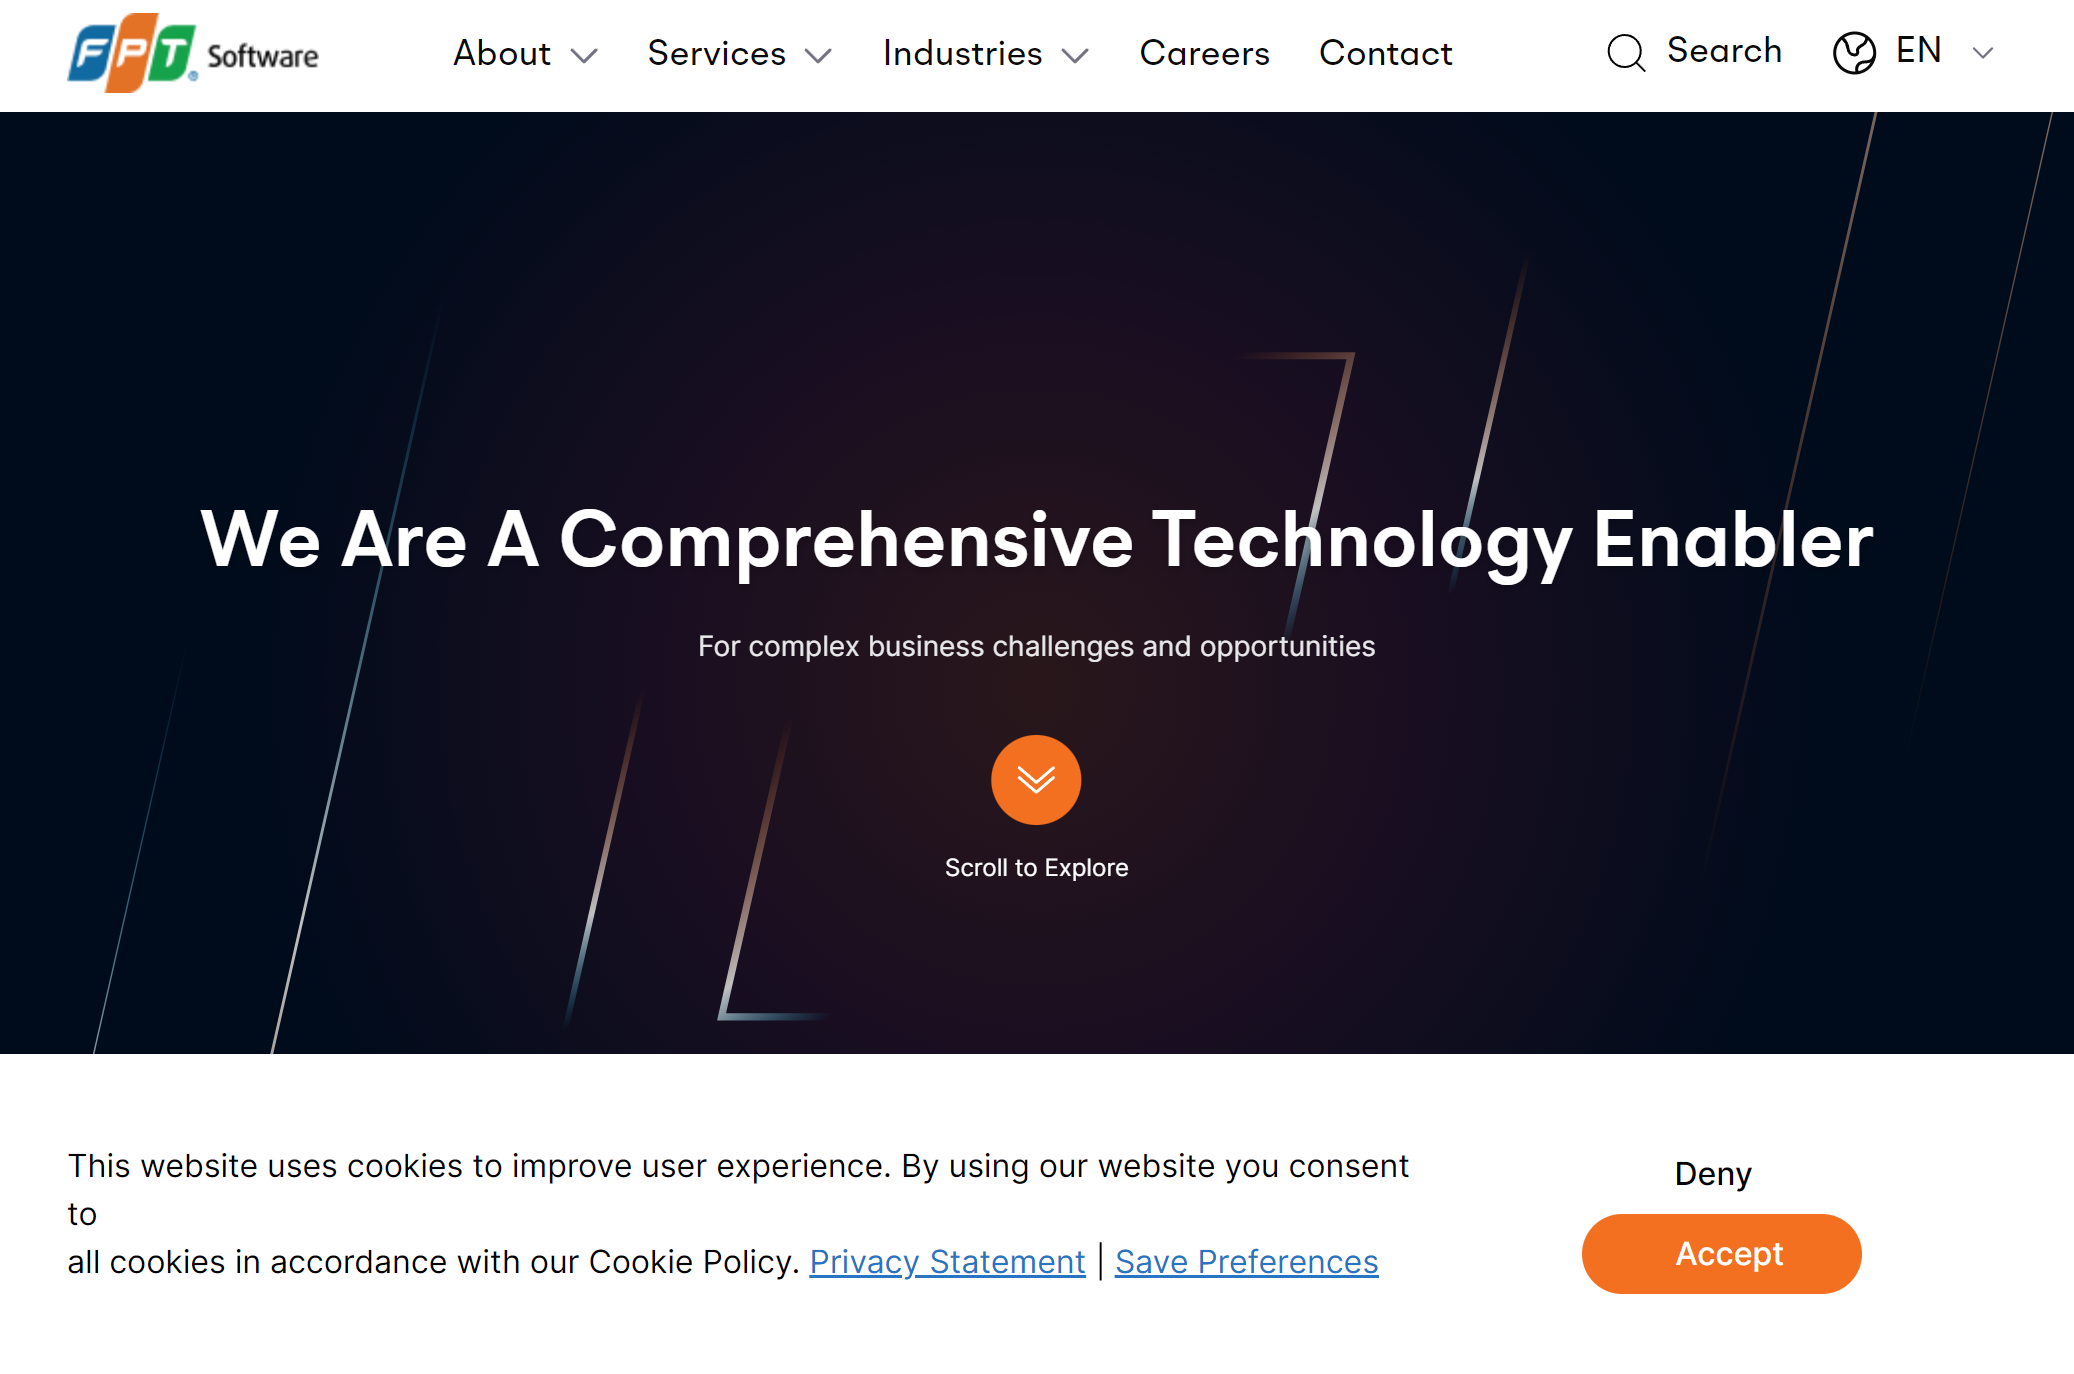 FPT® Software
About
Services
Industries
Careers
Contact
Search
EN
We Are A Comprehensive Technology Enabler
For complex business challenges and opportunities
Scroll to Explore
This website uses cookies to improve user experience. By using our website you consent
to
all cookies in accordance with our Cookie Policy. Privacy Statement | Save Preferences
Deny
Accept